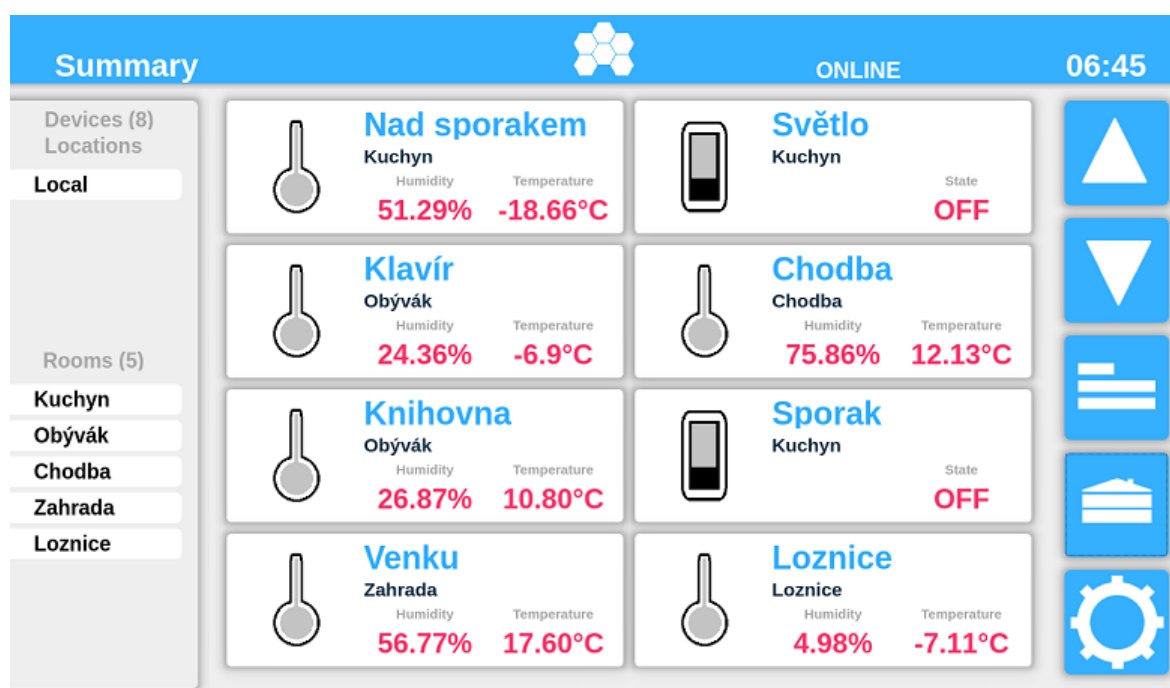 Summary
ONLINE
06:45
Devices (8)
Locations
Local
Rooms (5)
Kuchyn
Obývák
Chodba
Zahrada
Loznice
Nad sporakem
Kuchyn
Humidity Temperature
51.29% -18.66°C
Světlo
Kuchyn
State
OFF
Klavír
Obývák
Humidity Temperature
24.36% -6.9°C
Chodba
Chodba
Humidity Temperature
75.86% 12.13°C
Knihovna
Obývák
Humidity Temperature
26.87% 10.80°C
Sporak
Kuchyn
State
OFF
Venku
Zahrada
Humidity Temperature
56.77% 17.60°C
Loznice
Loznice
Humidity Temperature
4.98% -7.11°C